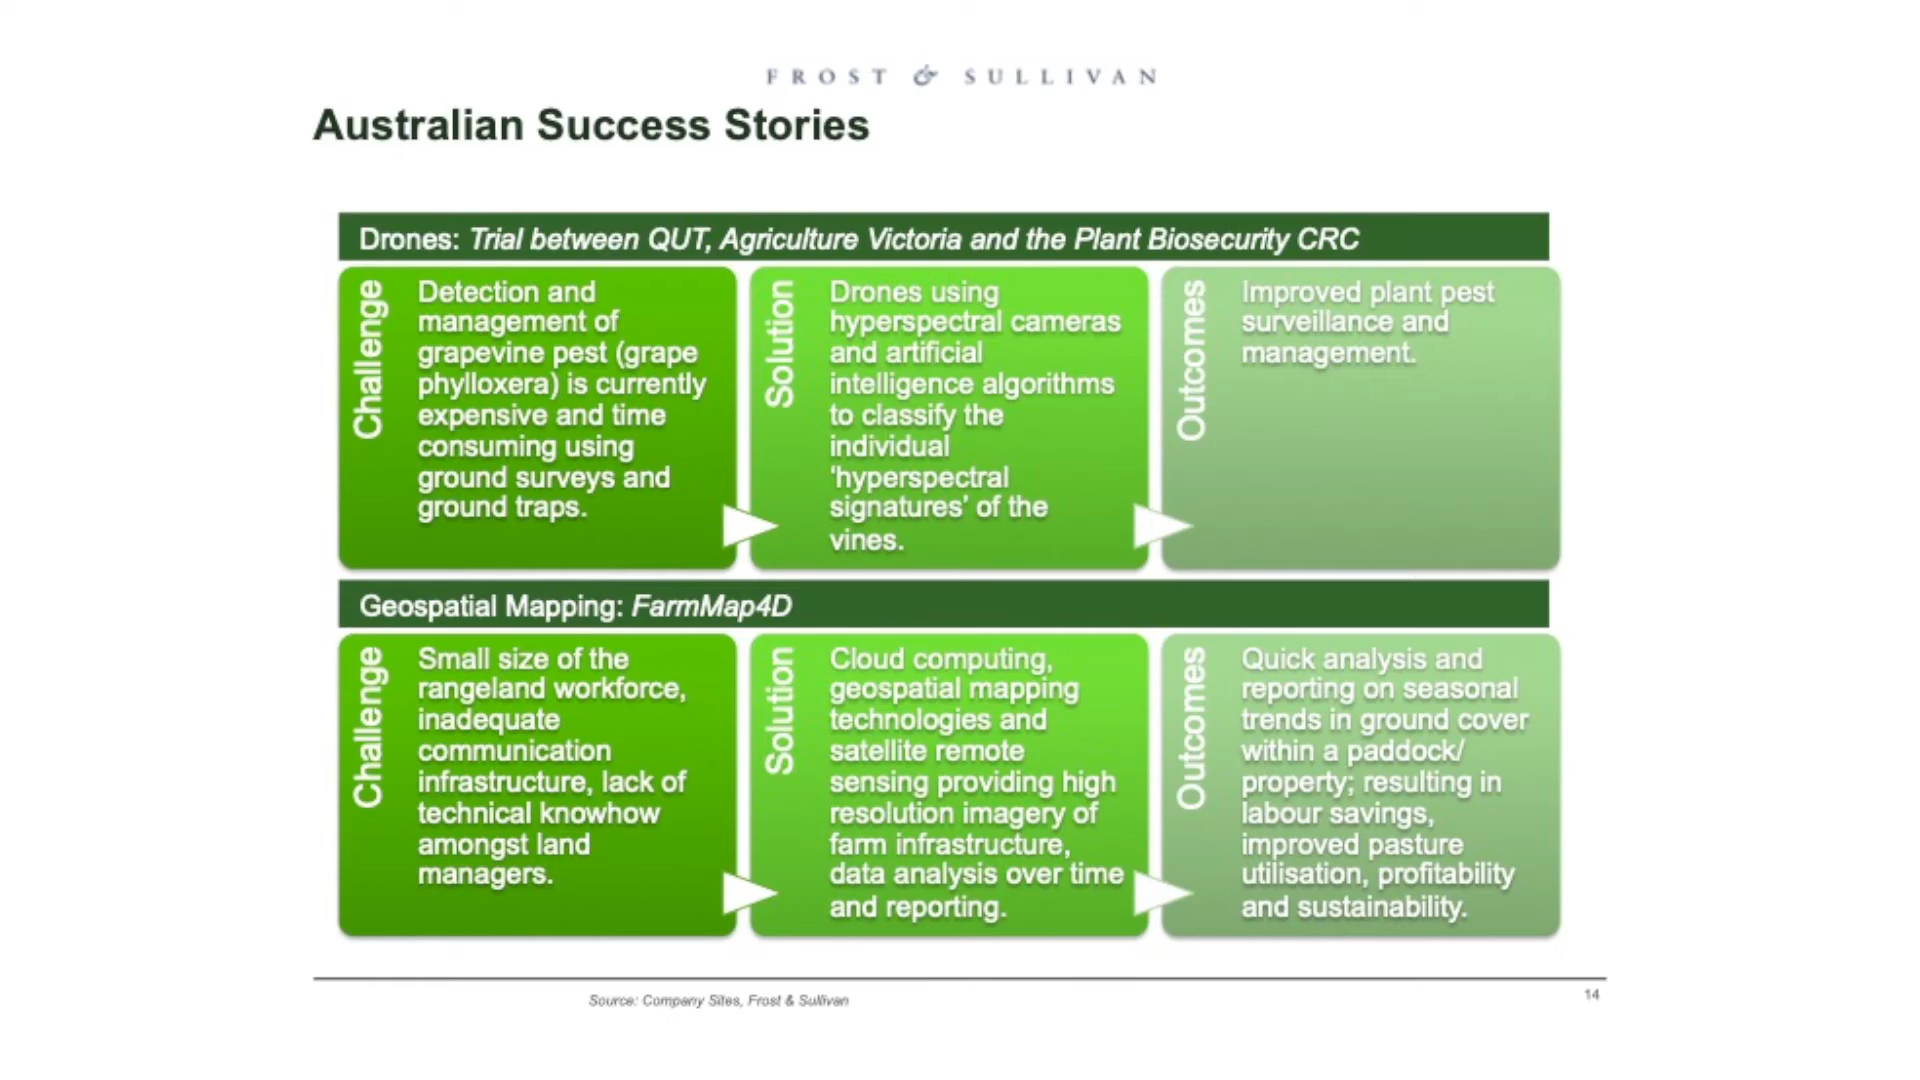 FROST & SULLIVAN
Australian Success Stories
Drones: Trial between QUT, Agriculture Victoria and the Plant Biosecurity CRC
Challenge
Detection and
management of
grapevine pest (grape
phylloxera) is currently
expensive and time
consuming using
ground surveys and
ground traps.
Solution
Drones using
hyperspectral cameras
and artificial
intelligence algorithms
to classify the
individual
‘hyperspectral
signatures’ of the
vines.
Outcomes
Improved plant pest
surveillance and
management.
Geospatial Mapping: FarmMap4D
Challenge
Small size of the
rangeland workforce,
inadequate
communication
infrastructure, lack of
technical knowhow
amongst land
managers.
Solution
Cloud computing,
geospatial mapping
technologies and
satellite remote
sensing providing high
resolution imagery of
farm infrastructure,
data analysis over time
and reporting.
Outcomes
Quick analysis and
reporting on seasonal
trends in ground cover
within a paddock/
property; resulting in
labour savings,
improved pasture
utilisation, profitability
and sustainability.
Source: Company Sites, Frost & Sullivan
14